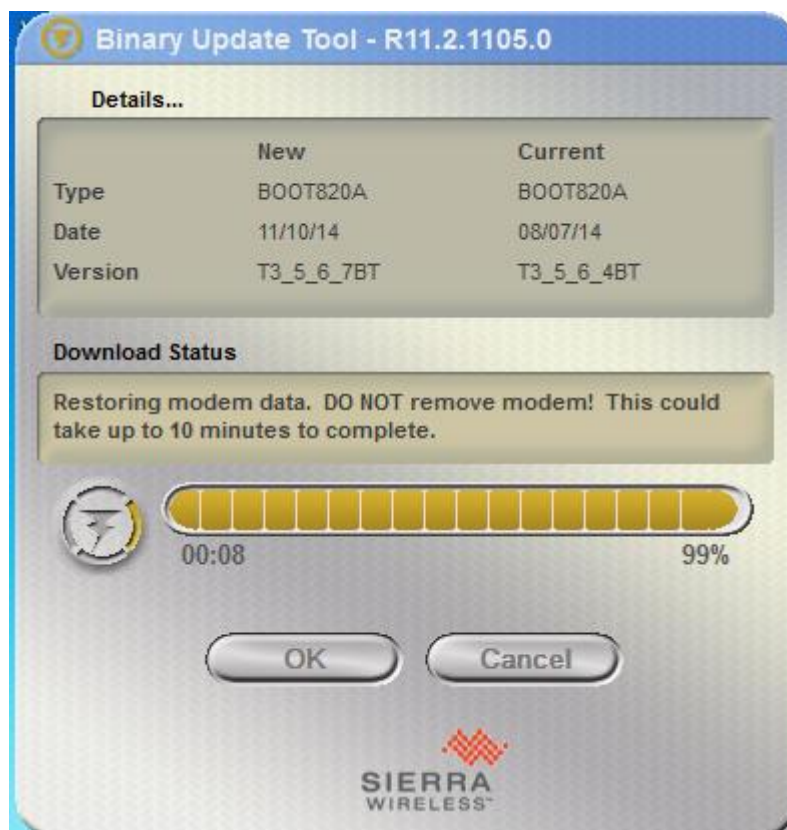 Binary Update Tool - R11.2.1105.0
Details...
New Current
Type BOOT820A BOOT820A
Date 11/10/14 08/07/14
Version T3_5_6_7BT T3_5_6_4BT
Download Status
Restoring modem data. DO NOT remove modem! This could
take up to 10 minutes to complete.
00:08 99%
OK Cancel
SIERRA
WIRELESS™